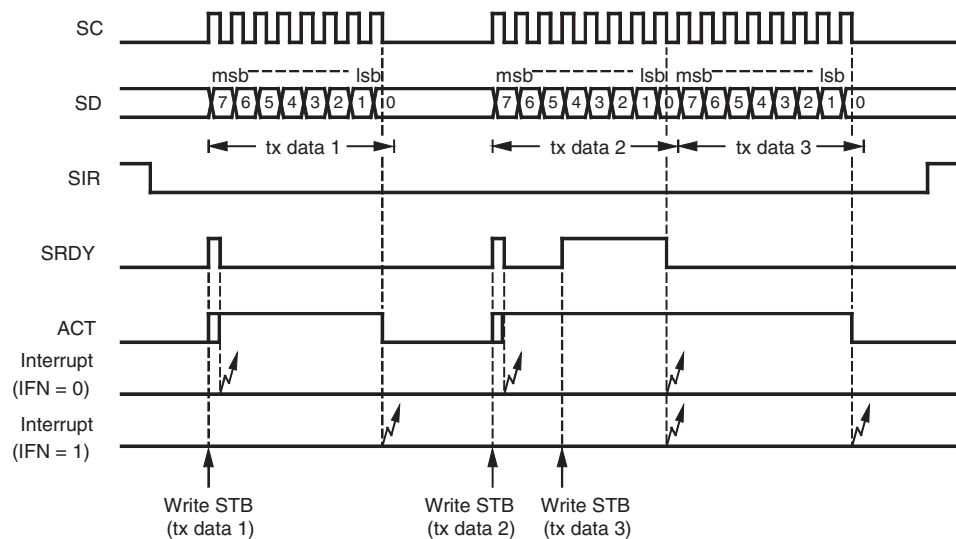 SC
msb lsb msb lsb msb lsb
SD 7 6 5 4 3 2 1 0 7 6 5 4 3 2 1 0 7 6 5 4 3 2 1 0
tx data 1 tx data 2 tx data 3
SIR
SRDY
ACT
Interrupt
(IFN = 0)
Interrupt
(IFN = 1)
Write STB Write STB Write STB
(tx data 1) (tx data 2) (tx data 3)